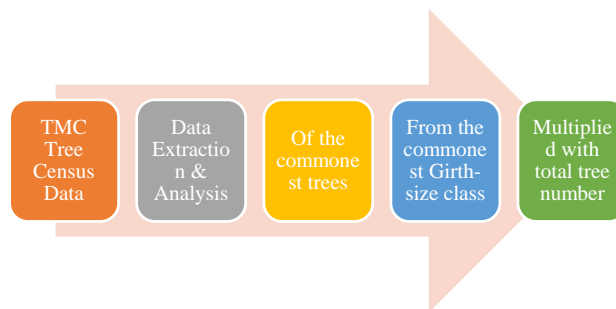 TMC
Tree
Census
Data
Data
Extractio
n &
Analysis
Of the
commone
st trees
From the
commone
st Girth-
size class
Multiplie
d with
total tree
number